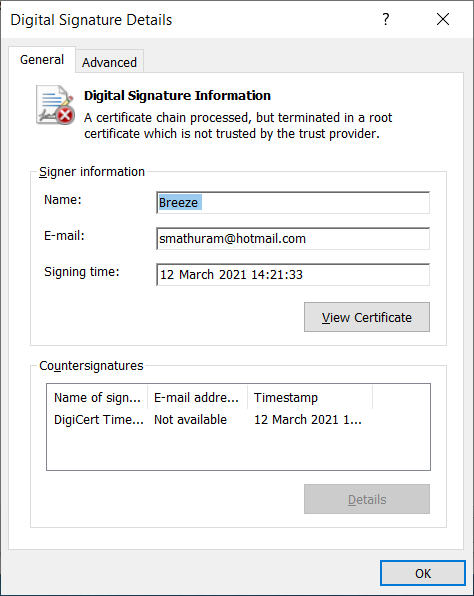 Digital Signature Details
General
Advanced
Digital Signature Information
A certificate chain processed, but terminated in a root
certificate which is not trusted by the trust provider.
Signer information
Name:
Breeze
E-mail:
smathuram@hotmail.com
Signing time:
12 March 2021 14:21:33
View Certificate
Countersignatures
Name of sign... E-mail addre... Timestamp
DigiCert Time... Not available 12 March 2021 1...
Details
OK